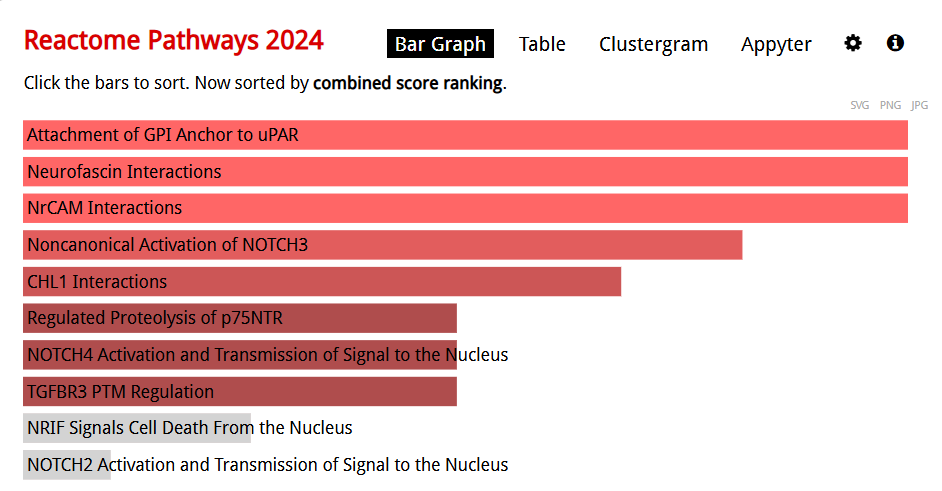 Reactome Pathways 2024
Bar Graph Table Clustergram Appyter
Click the bars to sort. Now sorted by combined score ranking.
SVG PNG JPG
Attachment of GPI Anchor to uPAR
Neurofascin Interactions
NrCAM Interactions
Noncanonical Activation of NOTCH3
CHL1 Interactions
Regulated Proteolysis of p75NTR
NOTCH4 Activation and Transmission of Signal to the Nucleus
TGFBR3 PTM Regulation
NRIF Signals Cell Death From the Nucleus
NOTCH2 Activation and Transmission of Signal to the Nucleus